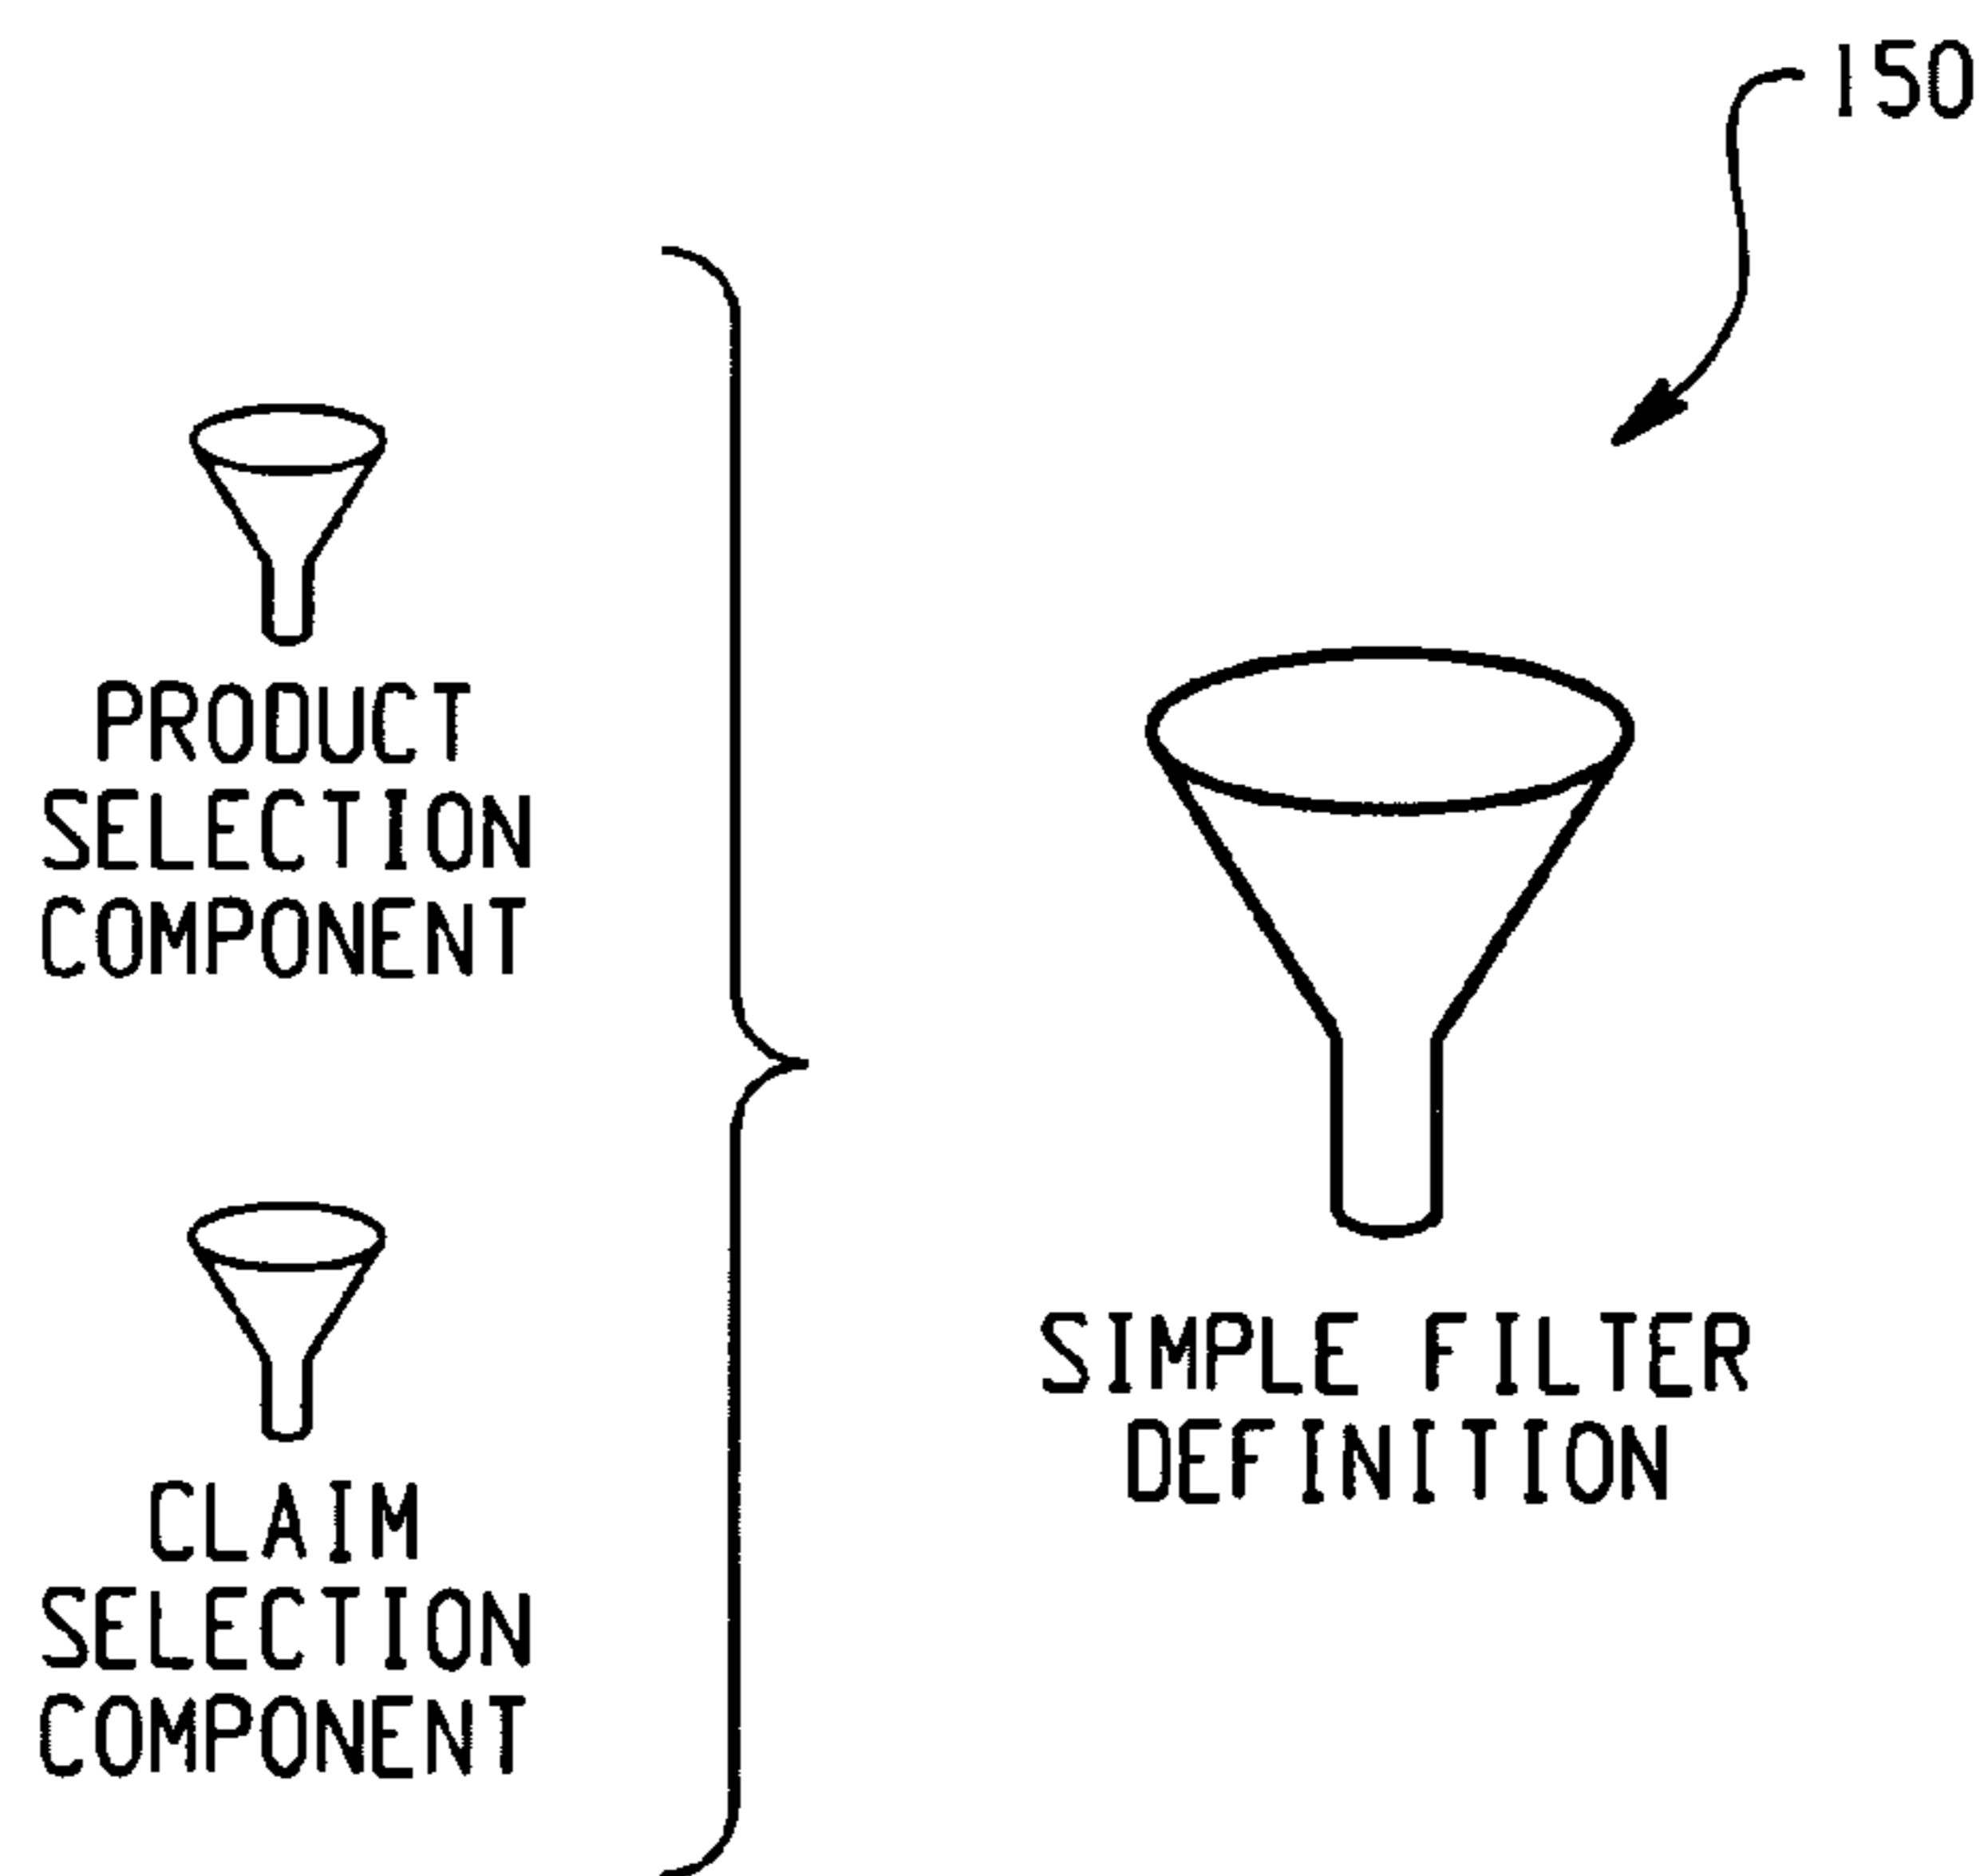 150
PRODUCT
SELECTION
COMPONENT
CLAIM
SELECTION
COMPONENT
SIMPLE FILTER
DEFINITION